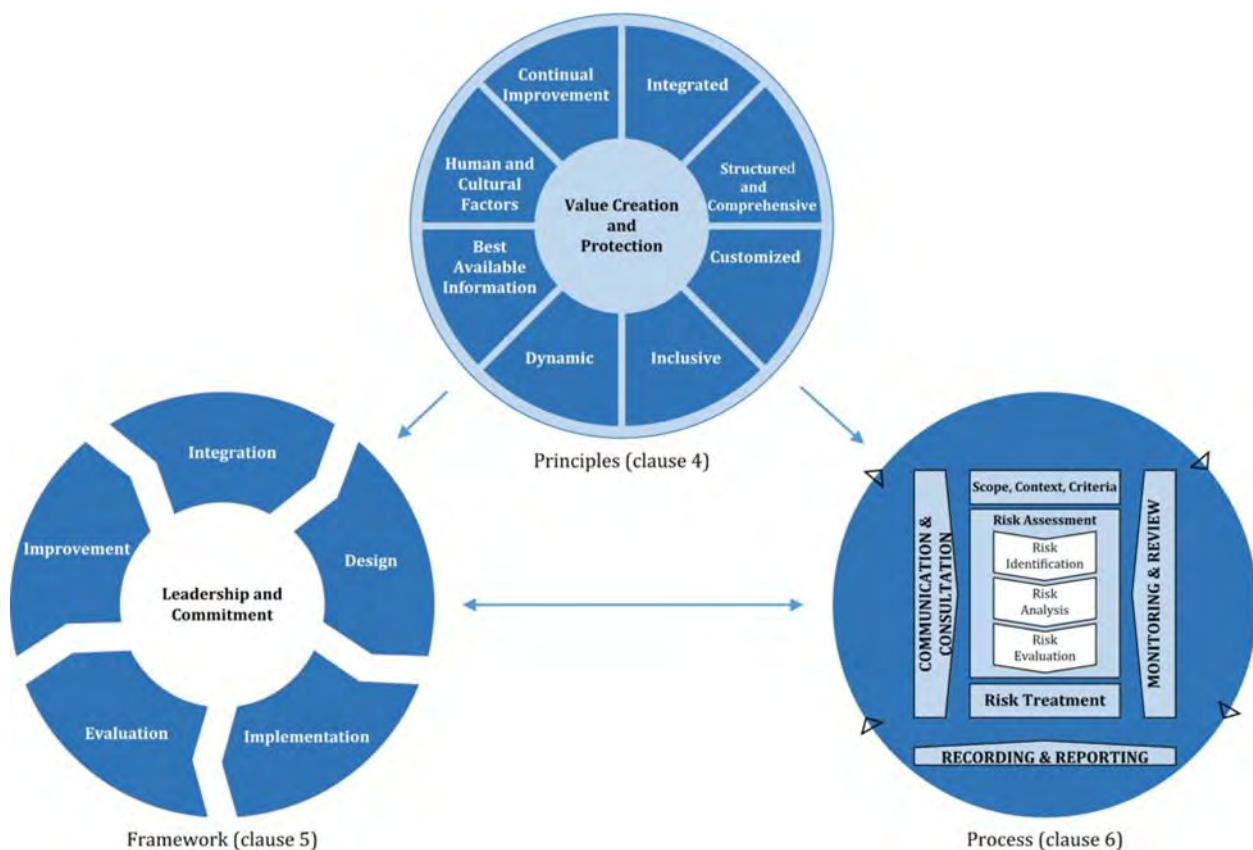 Continual
Improvement
Integrated
Human and
Cultural
Factors
Structured
and
Comprehensive
Value Creation
and
Protection
Best
Available
Information
Customized
Dynamic
Inclusive
Principles (clause 4)
Integration
Improvement
Design
Leadership and
Commitment
Evaluation
Implementation
Framework (clause 5)
Scope, Context, Criteria
COMMUNICATION &
CONSULTATION
Risk Assessment
Risk
Identification
Risk
Analysis
Risk
Evaluation
MONITORING & REVIEW
Risk Treatment
RECORDING & REPORTING
Process (clause 6)